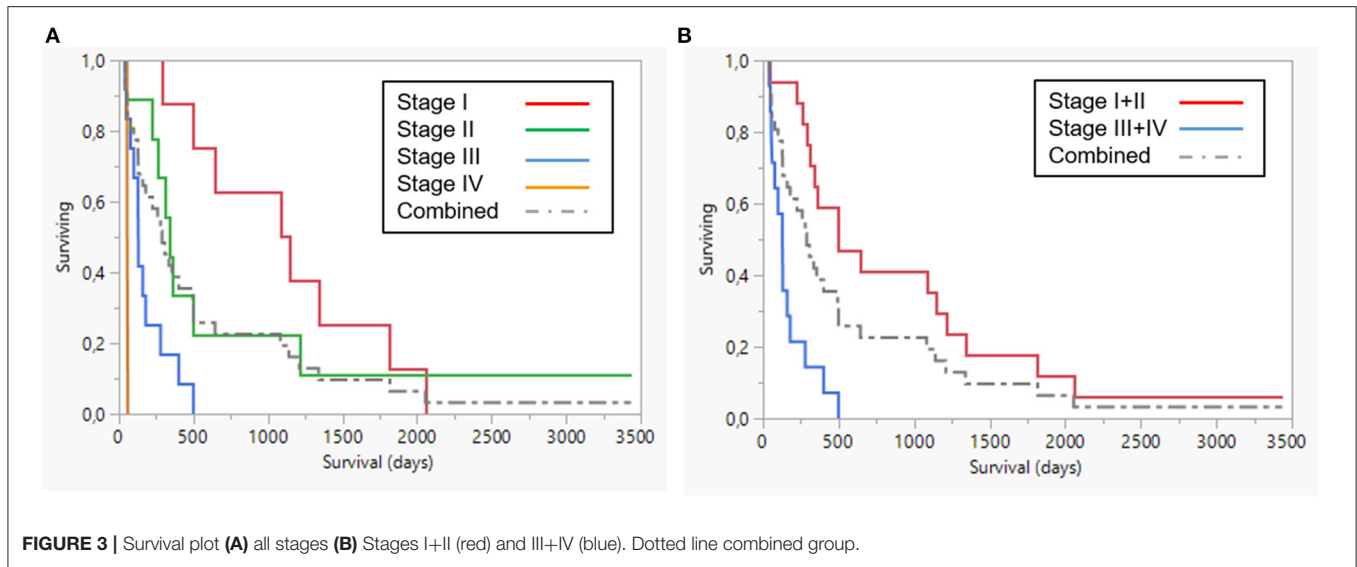 A
B
1,0
0,8
0,6
0,4
0,2
0,0
Surviving
Stage I
Stage II
Stage III
Stage IV
Combined
0 500 1000 1500 2000 2500 3000 3500
Survival (days)
1,0
0,8
0,6
0,4
0,2
0,0
Surviving
Stage I+II
Stage III+IV
Combined
0 500 1000 1500 2000 2500 3000 3500
Survival (days)
FIGURE 3 | Survival plot (A) all stages (B) Stages I+II (red) and III+IV (blue). Dotted line combined group.